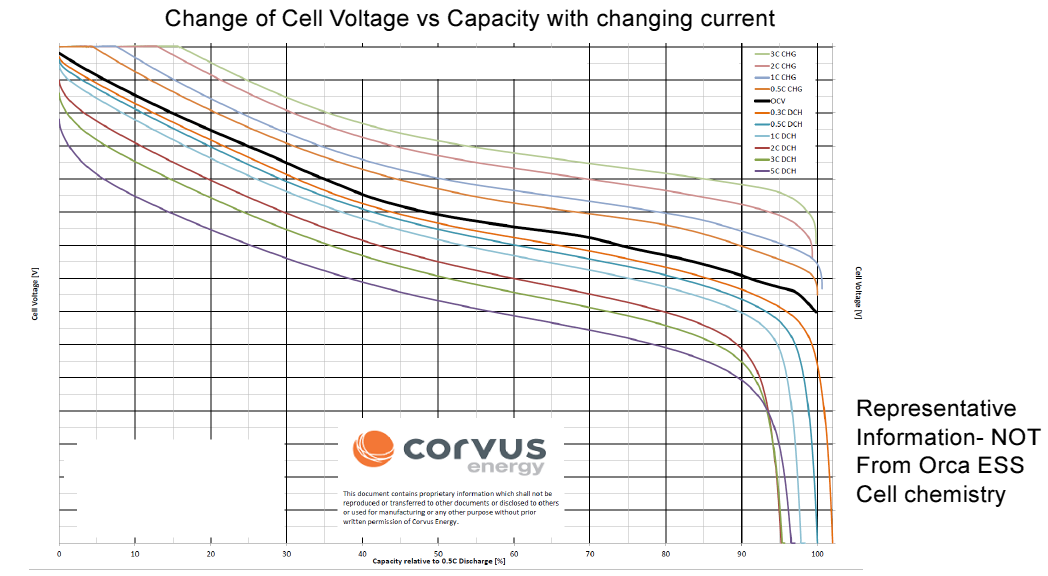 Change of Cell Voltage vs Capacity with changing current
3C CHG
2C CHG
1C CHG
0.5C CHG
OCV
0.3C DCH
0.5C DCH
1C DCH
2C DCH
3C DCH
5C DCH
Cell Voltage [V]
Cell Voltage [V]
Representative
Information- NOT
From Orca ESS
Cell chemistry
corvus
energy
This document contains proprietary information which shall not be
reproduced or transferred to other documents or disclosed to others
or used for manufacturing or any other purpose without prior
written permission of Corvus Energy.
0 10 20 30 40 50 60 70 80 90 100
Capacity relative to 0.5C Discharge [%]